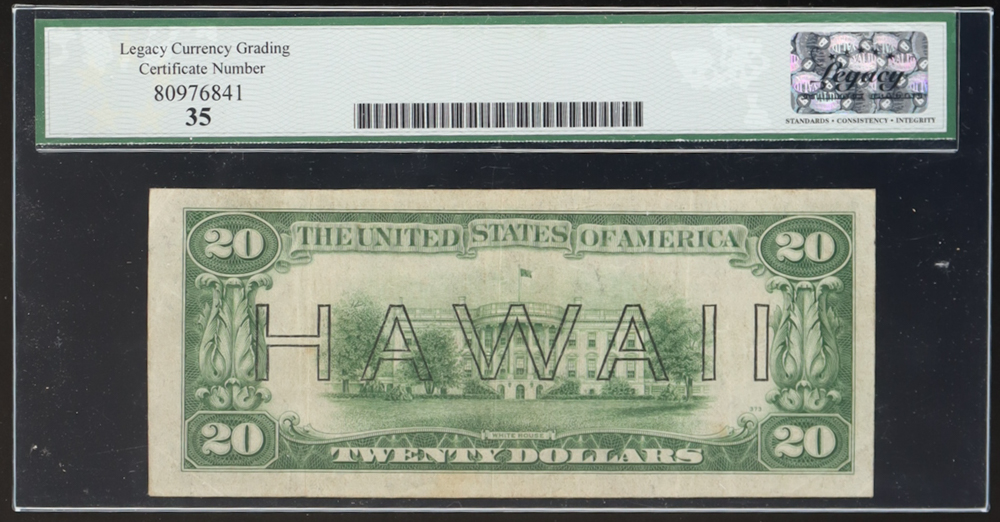 Legacy Currency Grading
Certificate Number
80976841
35
Legacy
STANDARDS • CONSISTENCY • INTEGRITY
20
THE UNITED STATES OF AMERICA
20
HAWAII
373
WHITE HOUSE
20
TWENTY DOLLARS
20